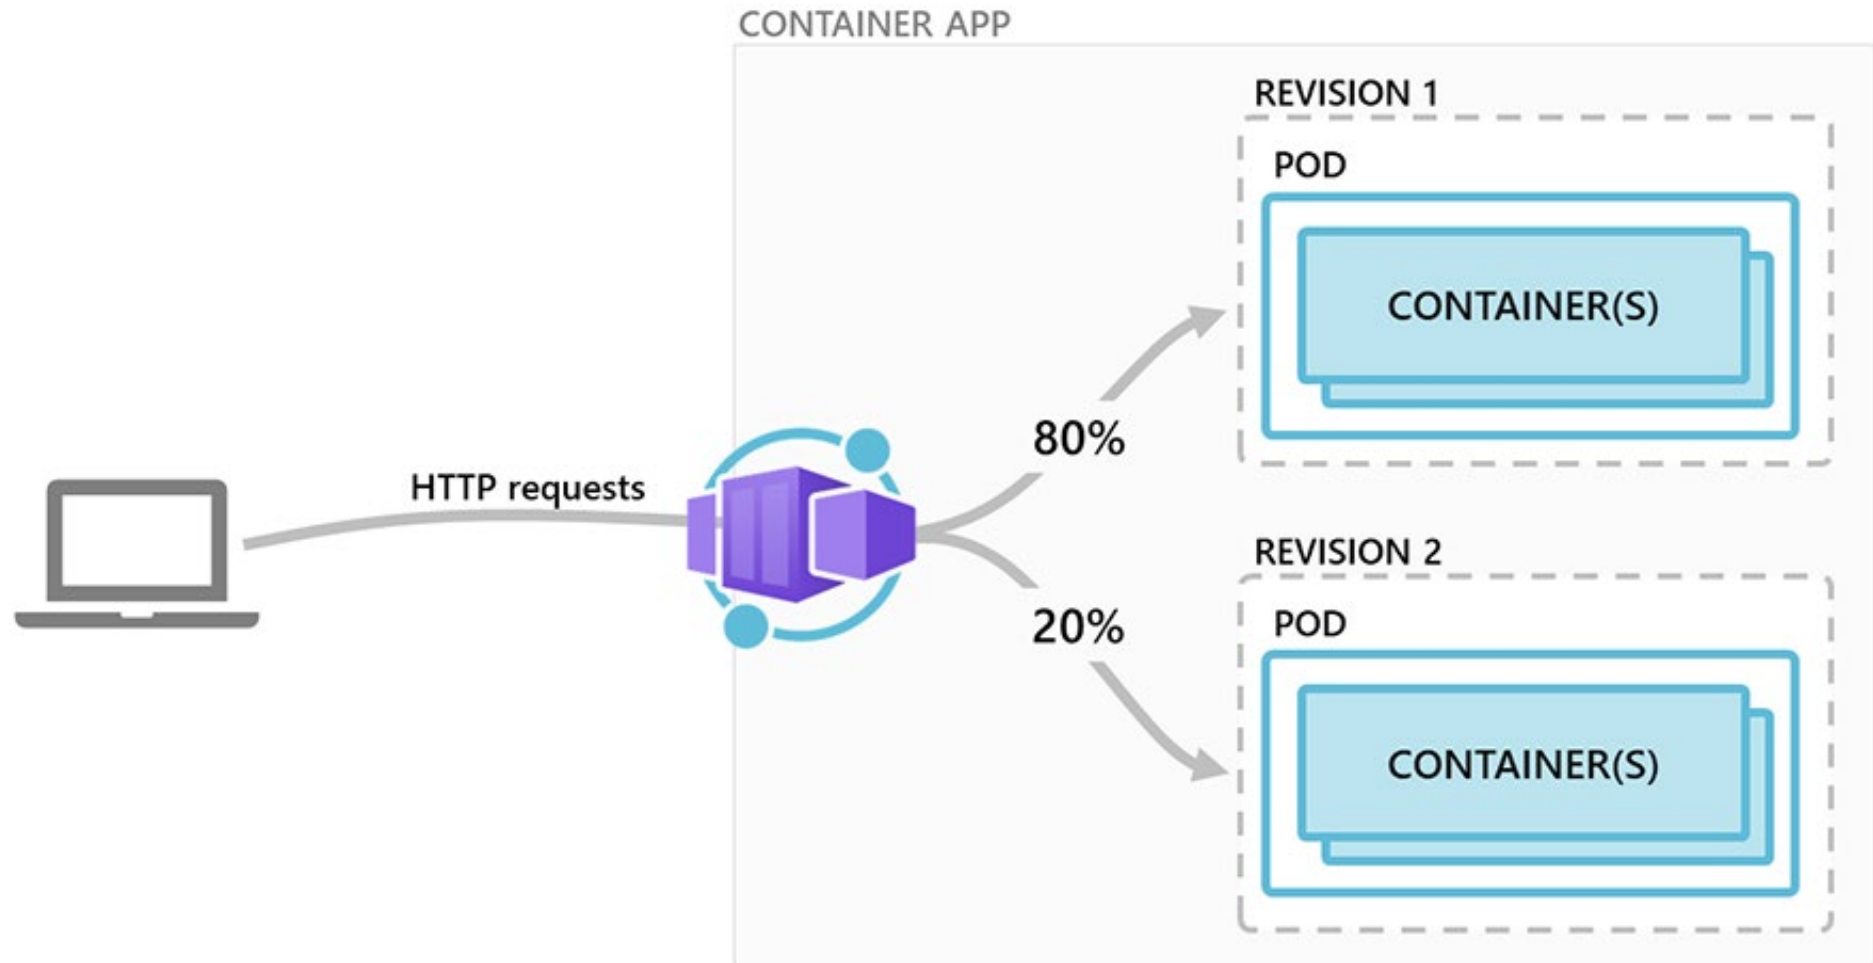 CONTAINER APP
REVISION 1
POD
CONTAINER(S)
80%
HTTP requests
REVISION 2
20%
POD
CONTAINER(S)